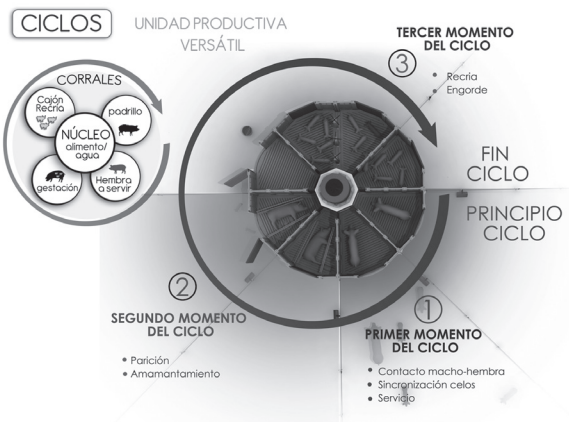 CICLOS
UNIDAD PRODUCTIVA
VERSÁTIL
CORRALES
Cajón
Recría
padrillo
NÚCLEO
alimento/
agua
gestación
Hembra
a servir
TERCER MOMENTO
DEL CICLO
3
Recria
Engorde
FIN
CICLO
PRINCIPIO
CICLO
2
SEGUNDO MOMENTO
DEL CICLO
Parición
Amamantamiento
1
PRIMER MOMENTO
DEL CICLO
Contacto macho-hembra
Sincronización celos
Servicio